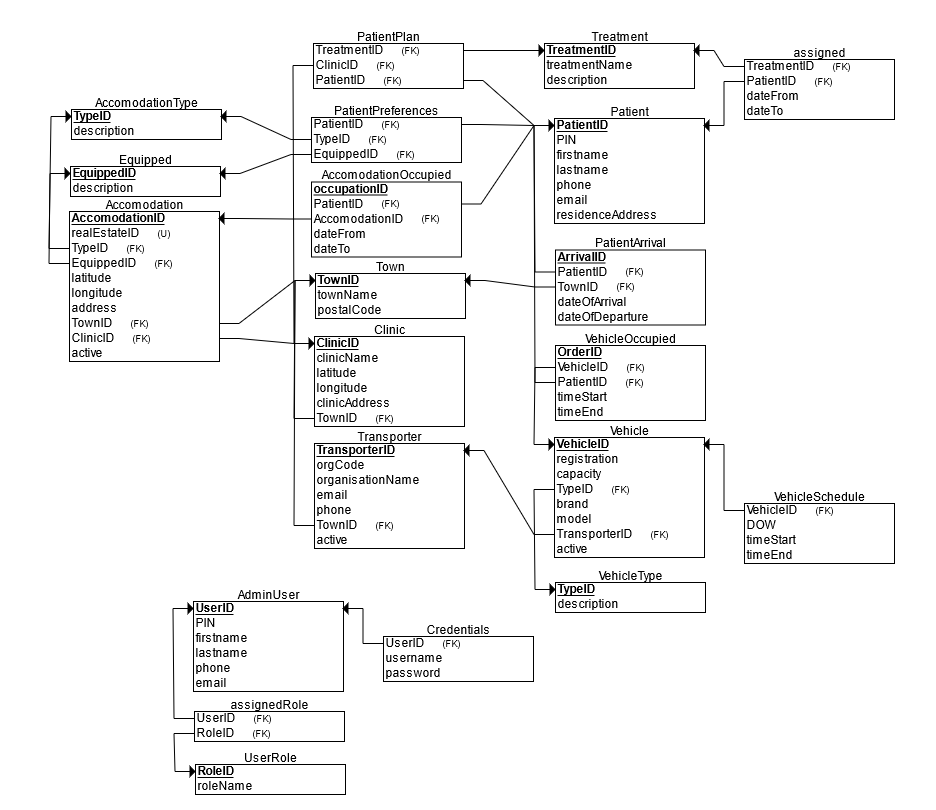 PatientPlan
TreatmentID (FK)
ClinicID (FK)
PatientID (FK)
Treatment
TreatmentID
treatmentName
description
assigned
TreatmentID (FK)
PatientID (FK)
dateFrom
dateTo
AccomodationType
TypeID
description
PatientPreferences
PatientID (FK)
TypeID (FK)
EquippedID (FK)
Patient
PatientID
PIN
firstname
lastname
phone
email
residenceAddress
Equipped
EquippedID
description
AccomodationOccupied
occupationID
PatientID (FK)
AccomodationID (FK)
dateFrom
dateTo
Accomodation
AccomodationID
realEstateID (U)
TypeID (FK)
EquippedID (FK)
latitude
longitude
address
TownID (FK)
ClinicID (FK)
active
PatientArrival
ArrivalID
PatientID (FK)
TownID (FK)
dateOfArrival
dateOfDeparture
Town
TownID
townName
postalCode
Clinic
ClinicID
clinicName
latitude
longitude
clinicAddress
TownID (FK)
VehicleOccupied
OrderID
VehicleID (FK)
PatientID (FK)
timeStart
timeEnd
Transporter
TransporterID
orgCode
organisationName
email
phone
TownID (FK)
active
Vehicle
VehicleID
registration
capacity
TypeID (FK)
brand
model
TransporterID (FK)
active
VehicleSchedule
VehicleID (FK)
DOW
timeStart
timeEnd
VehicleType
TypeID
description
AdminUser
UserID
PIN
firstname
lastname
phone
email
Credentials
UserID (FK)
username
password
assignedRole
UserID (FK)
RoleID (FK)
UserRole
RoleID
roleName